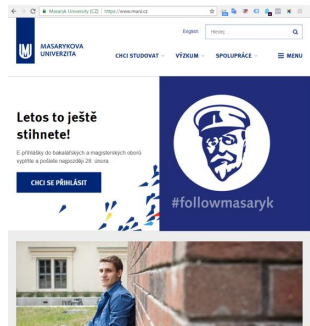 Masaryk University [CZ] | https://www.muni.cz
English
Hledej...
MASARYKOVA
UNIVERZITA
CHCI STUDOVAT
VÝZKUM
SPOLUPRÁCE
MENU
Letos to ještě
stihnete!
E-přihlášky do bakalářských a magisterských oborů
vyplňte a pošlete nejpozději 28. února.
CHCI SE PŘIHLÁSIT
#followmasaryk